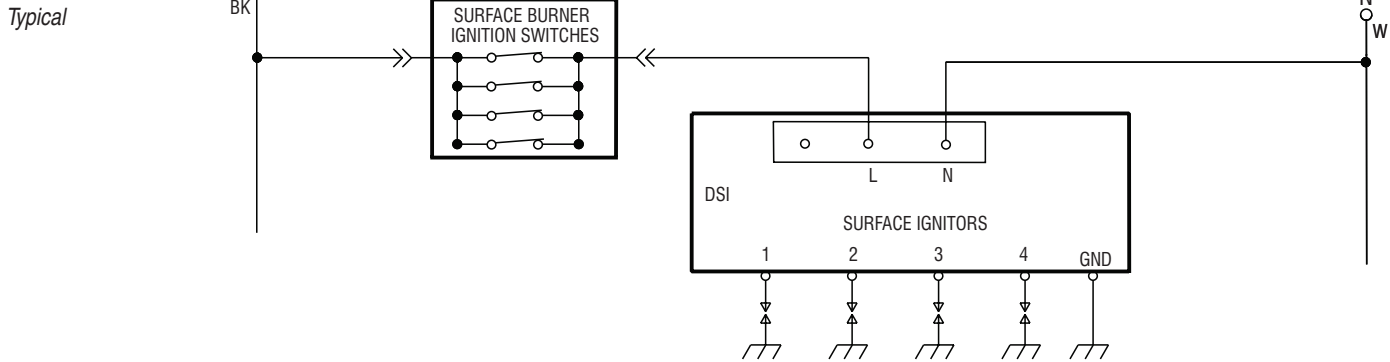 Typical
BK
SURFACE BURNER
IGNITION SWITCHES
N
W
L N
DSI
SURFACE IGNITORS
1 2 3 4 GND